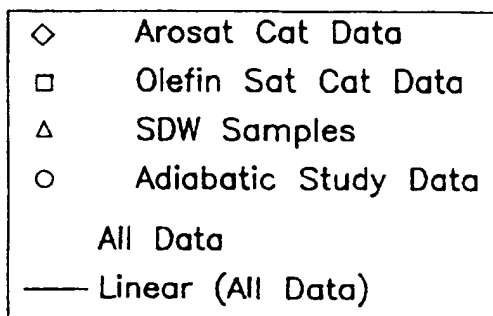 Arosat Cat Data
Olefin Sat Cat Data
SDW Samples
Adiabatic Study Data
All Data
Linear (All Data)